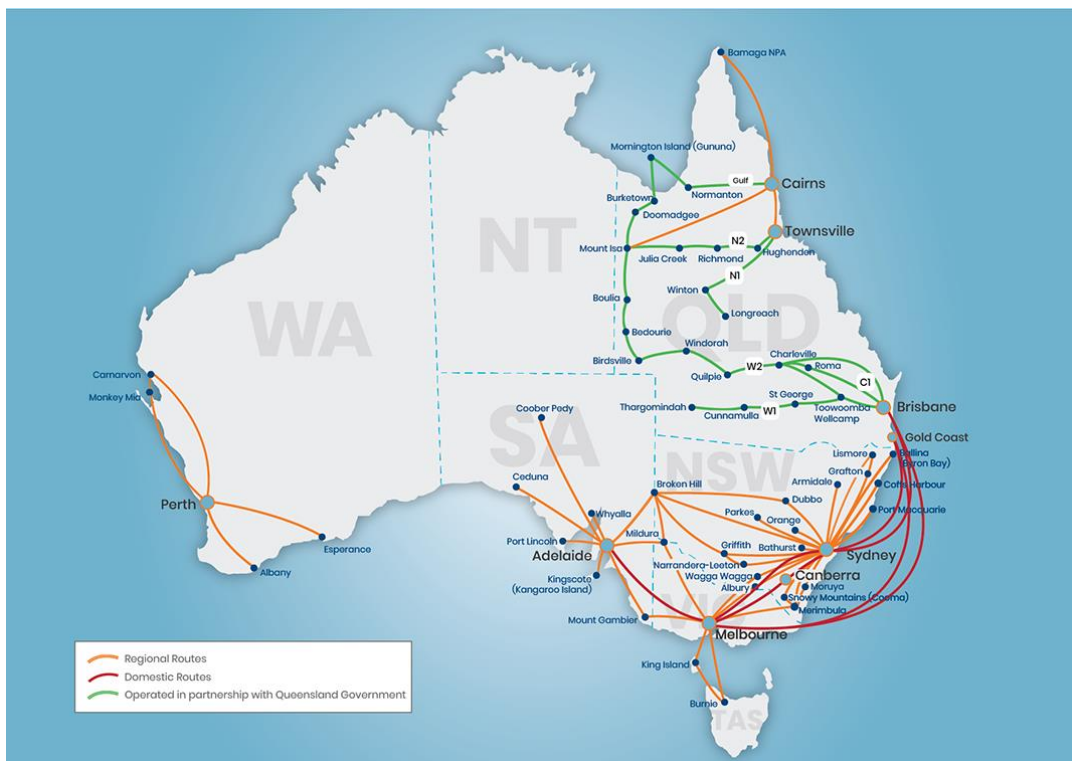 Bamaga NPA
Mornington Island (Gununa)
Gulf
Cairns
Normanton
Burketown
Doomadgee
Townsville
NT
N2
Mount Isa
Julia Creek
Richmond
Hughenden
N1
Winton
WA
Boulia
QLD
Longreach
Bedourie
Windorah
Birdsville
Charleville
Roma
W2
Quilpie
C1
Carnarvon
Monkey Mia
St George
Thargomindah
W1
Brisbane
Cunnamulla
Toowoomba
Wellcamp
Coober Pedy
SA
Gold Coast
Lismore
Ballina
(Byron Bay)
NSW
Grafton
Ceduna
Broken Hill
Armidale
Coffs Harbour
Dubbo
Perth
Whyalla
Parkes
Port Macquarie
Orange
Esperance
Port Lincoln
Mildura
Adelaide
Griffith
Bathurst
Sydney
Narrandera-Leeton
Albany
Kingscote
(Kangaroo Island)
Wagga Wagga
Canberra
Albury
Moruya
Snowy Mountains (Cooma)
VIC
Merimbula
Mount Gambier
Melbourne
King Island
Burnie
TAS
Regional Routes
Domestic Routes
Operated in partnership with Queensland Government